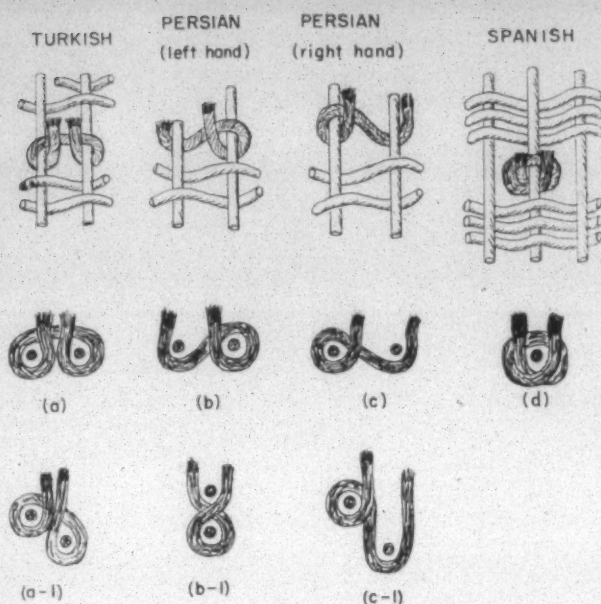 TURKISH
PERSIAN
(left hand)
PERSIAN
(right hand)
SPANISH
(a)
(b)
(c)
(d)
(a-1)
(b-1)
(c-1)